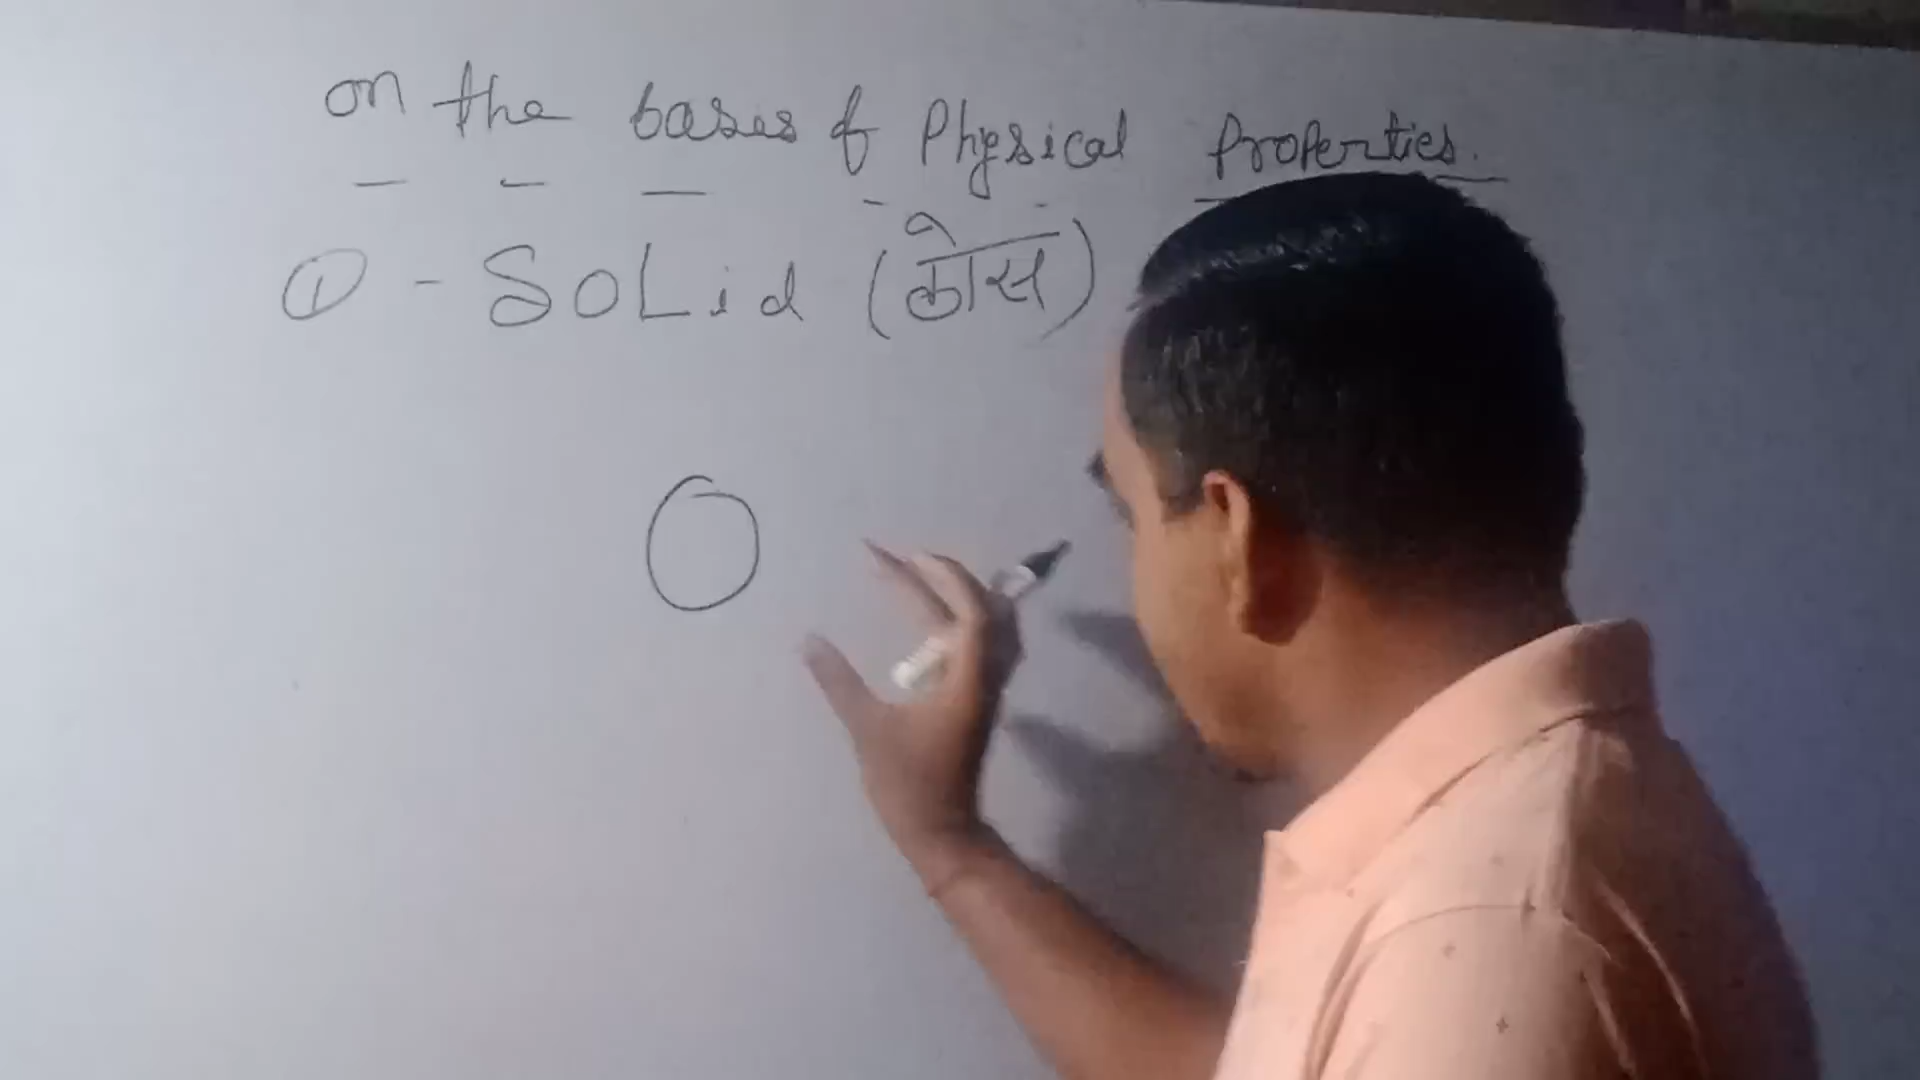 on the bases of Physical Properties.
① - SOLid (ठोस)